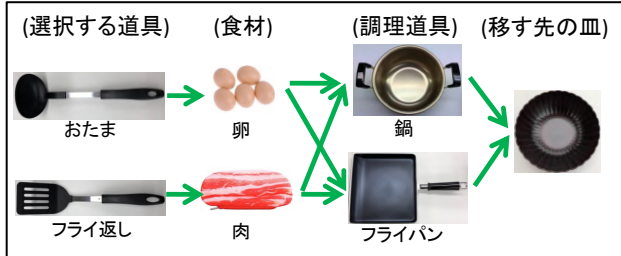 (選択する道具) (食材) (調理道具) (移す先の皿)
おたま 卵 鍋
フライ返し 肉 フライパン